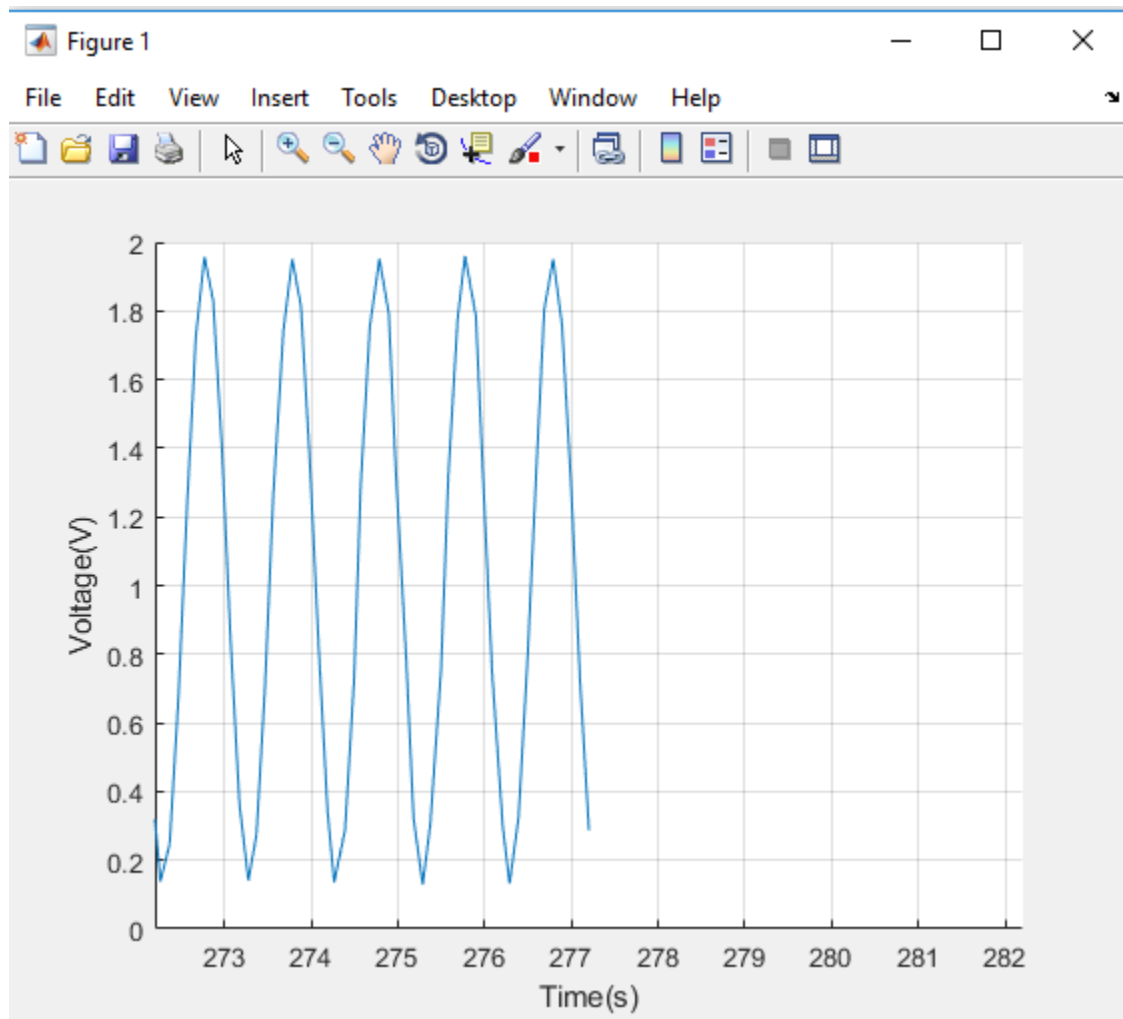 Figure 1
File Edit View Insert Tools Desktop Window Help
2
1.8
1.6
1.4
1.2
1
0.8
0.6
0.4
0.2
0
Voltage(V)
273 274 275 276 277 278 279 280 281 282
Time(s)